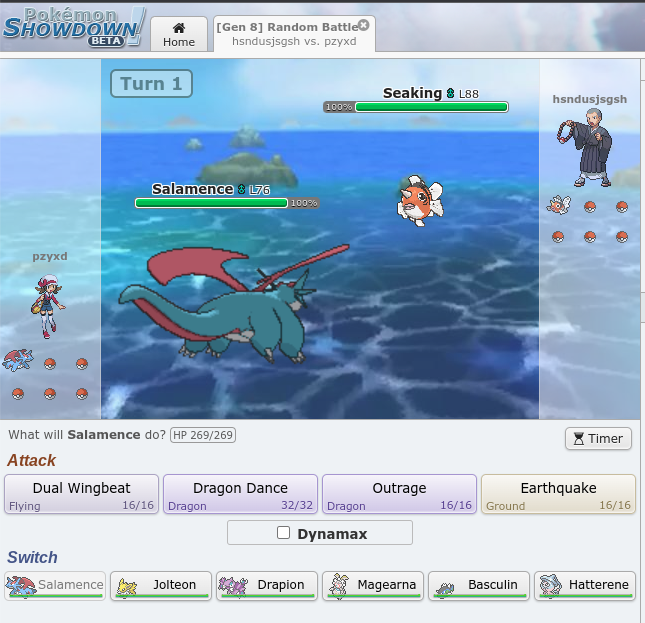 Pokémon
SHOWDOWN!
BETA
Home
[Gen 8] Random Battle
hsndusjsgsh vs. pzyxd
Turn 1
Seaking L88
100%
hsndusjsgsh
Salamence L76
100%
pzyxd
What will Salamence do? HP 269/269
Timer
Attack
Dual Wingbeat
Flying 16/16
Dragon Dance
Dragon 32/32
Outrage
Dragon 16/16
Earthquake
Ground 16/16
Dynamax
Switch
Salamence
Jolteon
Drapion
Magearna
Basculin
Hatterene